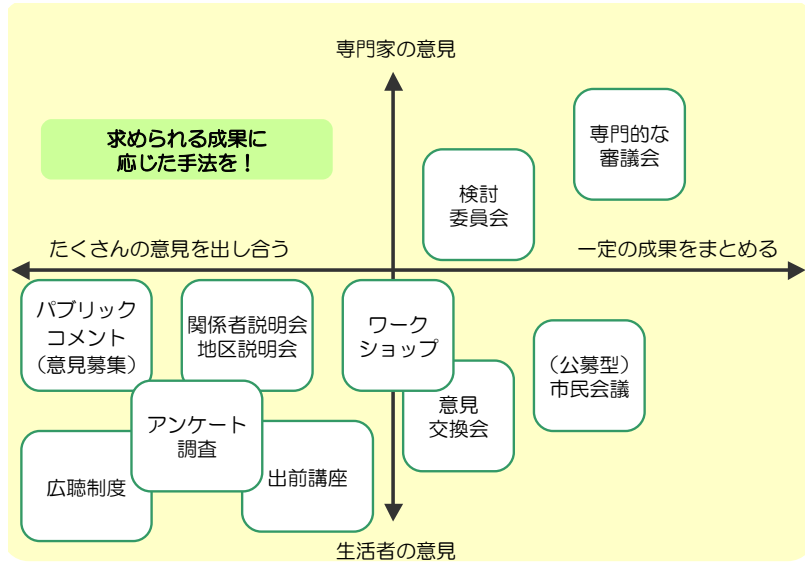 専門家の意見
求められる成果に
応じた手法を！
専門的な
審議会
検討
委員会
たくさんの意見を出し合う
一定の成果をまとめる
パブリック
コメント
（意見募集）
関係者説明会
地区説明会
ワーク
ショップ
（公募型）
市民会議
意見
交換会
アンケート
調査
広聴制度
出前講座
生活者の意見